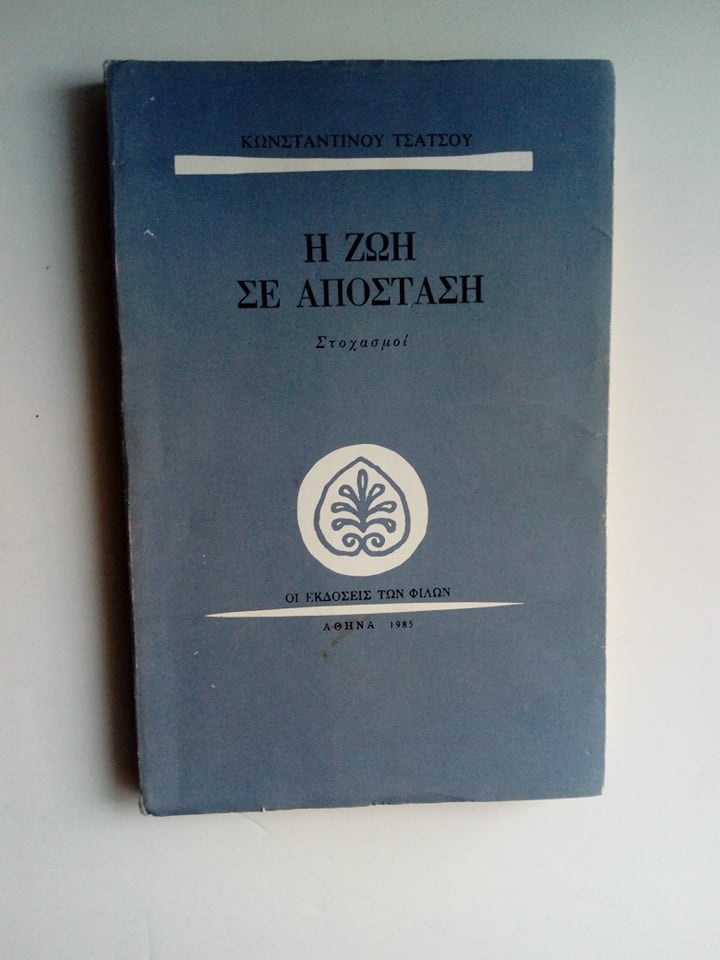 ΚΩΝΣΤΑΝΤΙΝΟΥ ΤΣΑΤΣΟΥ
Η ΖΩΗ
ΣΕ ΑΠΟΣΤΑΣΗ
Στοχασμοί
ΟΙ ΕΚΔΟΣΕΙΣ ΤΩΝ ΦΙΛΩΝ
ΑΘΗΝΑ 1985